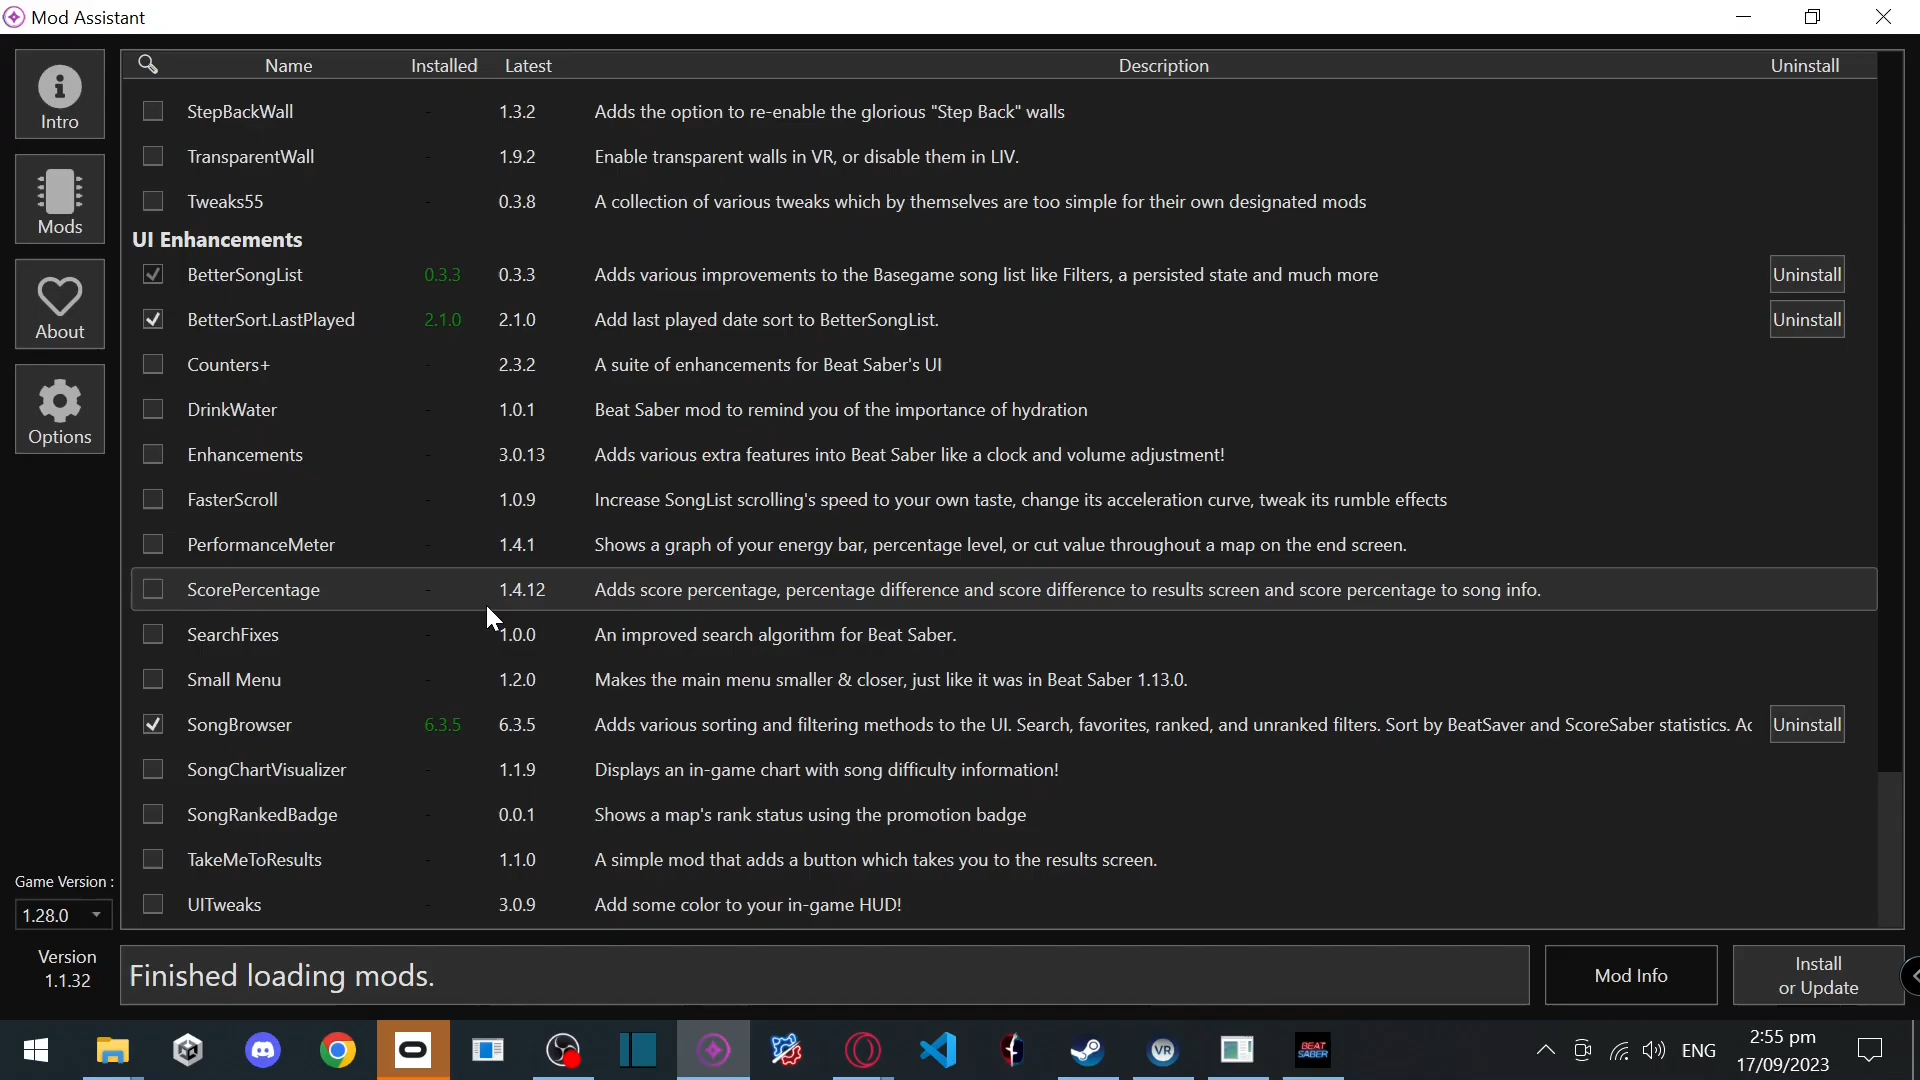 Mod Assistant
Name Installed Latest Description Uninstall
Intro
Mods
About
Options
StepBackWall - 1.3.2 Adds the option to re-enable the glorious "Step Back" walls
TransparentWall - 1.9.2 Enable transparent walls in VR, or disable them in LIV.
Tweaks55 - 0.3.8 A collection of various tweaks which by themselves are too simple for their own designated mods
UI Enhancements
BetterSongList 0.3.3 0.3.3 Adds various improvements to the Basegame song list like Filters, a persisted state and much more Uninstall
BetterSort.LastPlayed 2.1.0 2.1.0 Add last played date sort to BetterSongList. Uninstall
Counters+ - 2.3.2 A suite of enhancements for Beat Saber's UI
DrinkWater - 1.0.1 Beat Saber mod to remind you of the importance of hydration
Enhancements - 3.0.13 Adds various extra features into Beat Saber like a clock and volume adjustment!
FasterScroll - 1.0.9 Increase SongList scrolling's speed to your own taste, change its acceleration curve, tweak its rumble effects
PerformanceMeter - 1.4.1 Shows a graph of your energy bar, percentage level, or cut value throughout a map on the end screen.
ScorePercentage - 1.4.12 Adds score percentage, percentage difference and score difference to results screen and score percentage to song info.
SearchFixes - 1.0.0 An improved search algorithm for Beat Saber.
Small Menu - 1.2.0 Makes the main menu smaller & closer, just like it was in Beat Saber 1.13.0.
SongBrowser 6.3.5 6.3.5 Adds various sorting and filtering methods to the UI. Search, favorites, ranked, and unranked filters. Sort by BeatSaver and ScoreSaber statistics. Ac Uninstall
SongChartVisualizer - 1.1.9 Displays an in-game chart with song difficulty information!
SongRankedBadge - 0.0.1 Shows a map's rank status using the promotion badge
TakeMeToResults - 1.1.0 A simple mod that adds a button which takes you to the results screen.
UITweaks - 3.0.9 Add some color to your in-game HUD!
Game Version :
1.28.0
Version
1.1.32
Finished loading mods.
Mod Info
Install
or Update
VR
BEAT
SABER
ENG
2:55 pm
17/09/2023